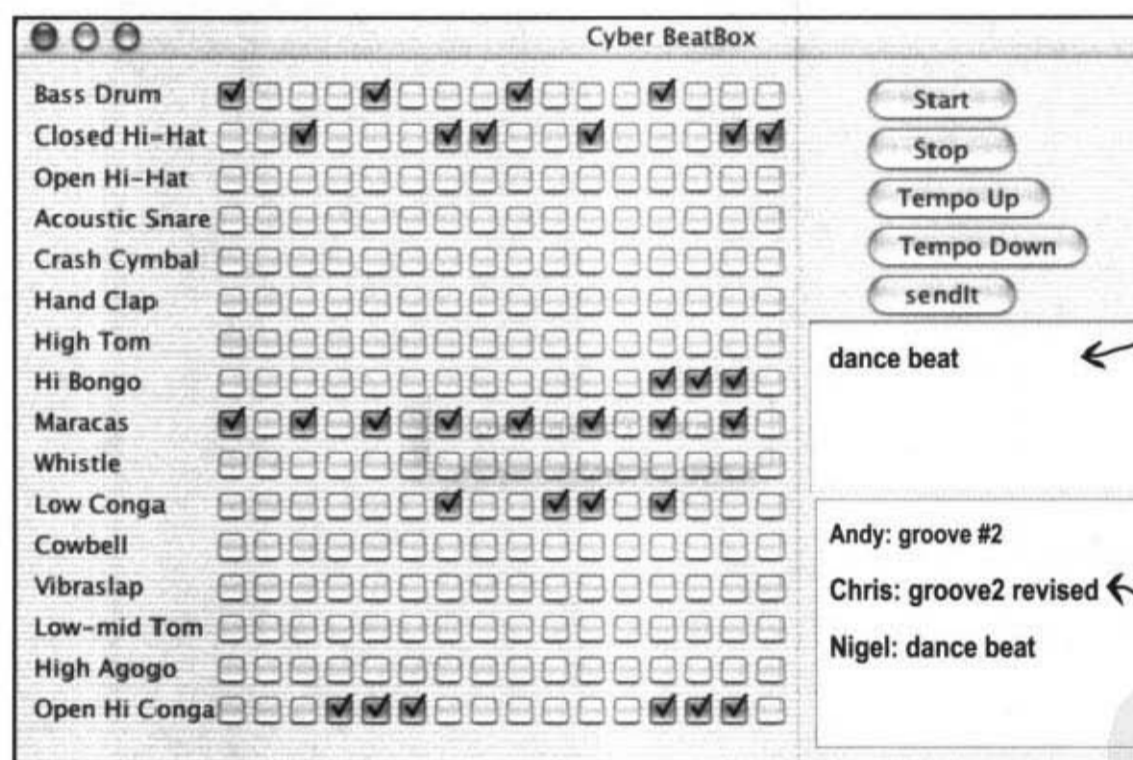 Cyber BeatBox
Bass Drum
Closed Hi-Hat
Open Hi-Hat
Acoustic Snare
Crash Cymbal
Hand Clap
High Tom
Hi Bongo
Maracas
Whistle
Low Conga
Cowbell
Vibraslap
Low-mid Tom
High Agogo
Open Hi Conga
Start
Stop
Tempo Up
Tempo Down
sendIt
dance beat
Andy: groove #2
Chris: groove2 revised
Nigel: dance beat